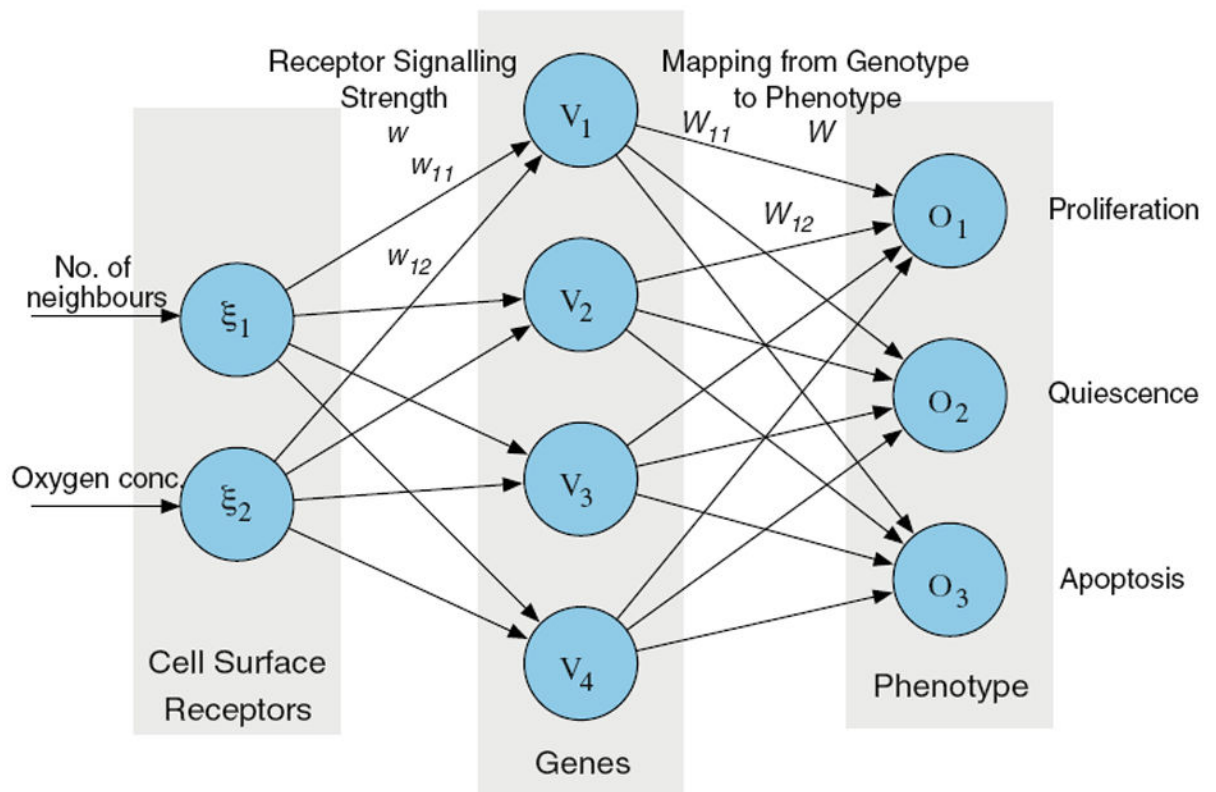 Receptor Signalling
Strength
w
w11
w12
Mapping from Genotype
to Phenotype
W
W11
W12
No. of
neighbours
Oxygen conc.
ξ1
ξ2
Cell Surface
Receptors
V1
V2
V3
V4
Genes
O1
O2
O3
Phenotype
Proliferation
Quiescence
Apoptosis